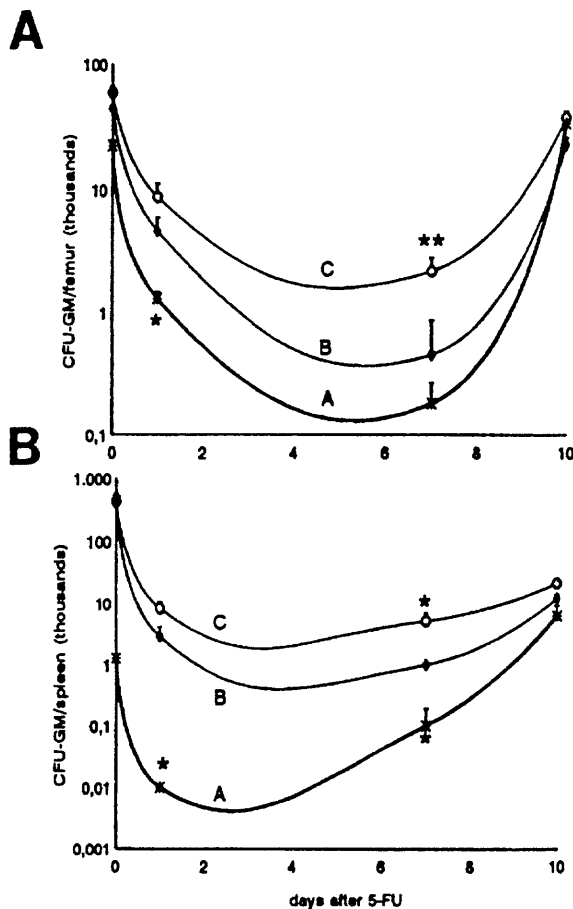 A
CFU-GM/femur (thousands)
100
10
1
0,1
C
B
A
**
*
0 2 4 6 8 10
B
CFU-GM/spleen (thousands)
1.000
100
10
1
0,1
0,01
0,001
C
B
A
*
*
*
0 2 4 6 8 10
days after 5-FU